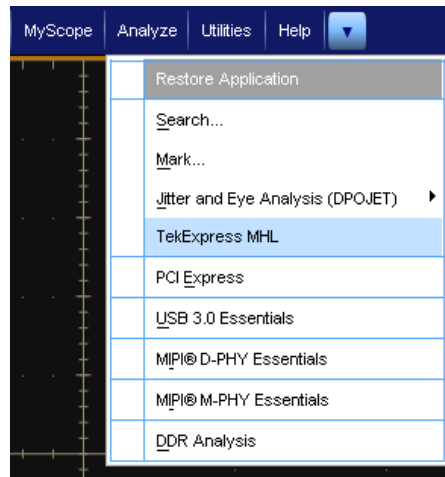 MyScope Analyze Utilities Help
Restore Application
Search...
Mark...
Jitter and Eye Analysis (DPOJET)
TekExpress MHL
PCI Express
USB 3.0 Essentials
MIPI® D-PHY Essentials
MIPI® M-PHY Essentials
DDR Analysis